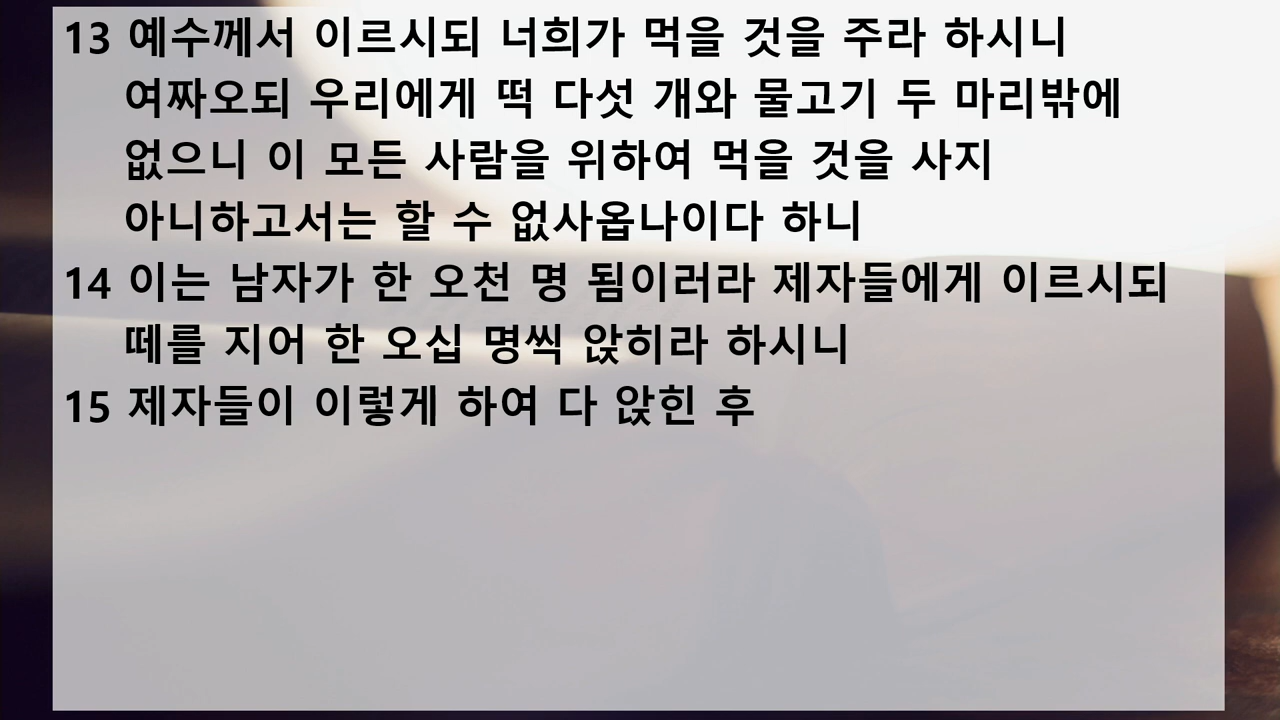 13 예수께서 이르시되 너희가 먹을 것을 주라 하시니
여짜오되 우리에게 떡 다섯 개와 물고기 두 마리밖에
없으니 이 모든 사람을 위하여 먹을 것을 사지
아니하고서는 할 수 없사옵나이다 하니
14 이는 남자가 한 오천 명 됨이러라 제자들에게 이르시되
떼를 지어 한 오십 명씩 앉히라 하시니
15 제자들이 이렇게 하여 다 앉힌 후